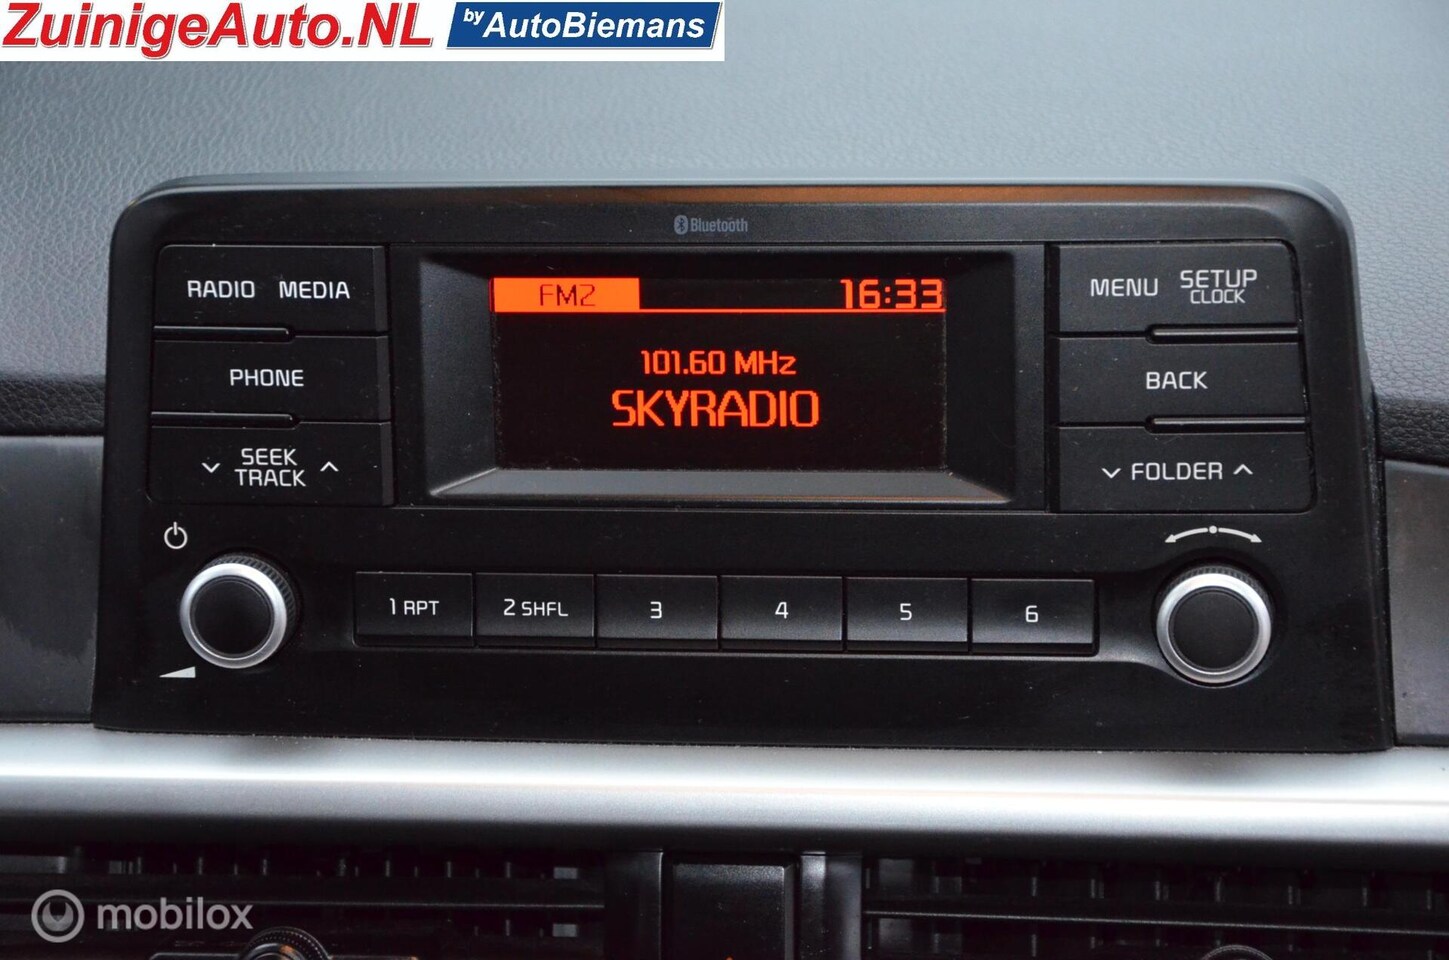 ZuinigeAuto.NL by AutoBiemans
Bluetooth
RADIO MEDIA
PHONE
SEEK
TRACK
FM2 16:33
101.60 MHz
SKYRADIO
MENU SETUP
CLOCK
BACK
FOLDER
1 RPT 2 SHFL 3 4 5 6
mobilox